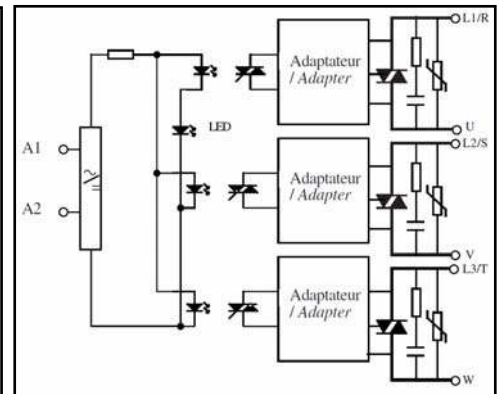 L1/R
Adaptateur
/ Adapter
LED
U
A1
L2/S
Adaptateur
/ Adapter
A2
V
L3/T
Adaptateur
/ Adapter
W